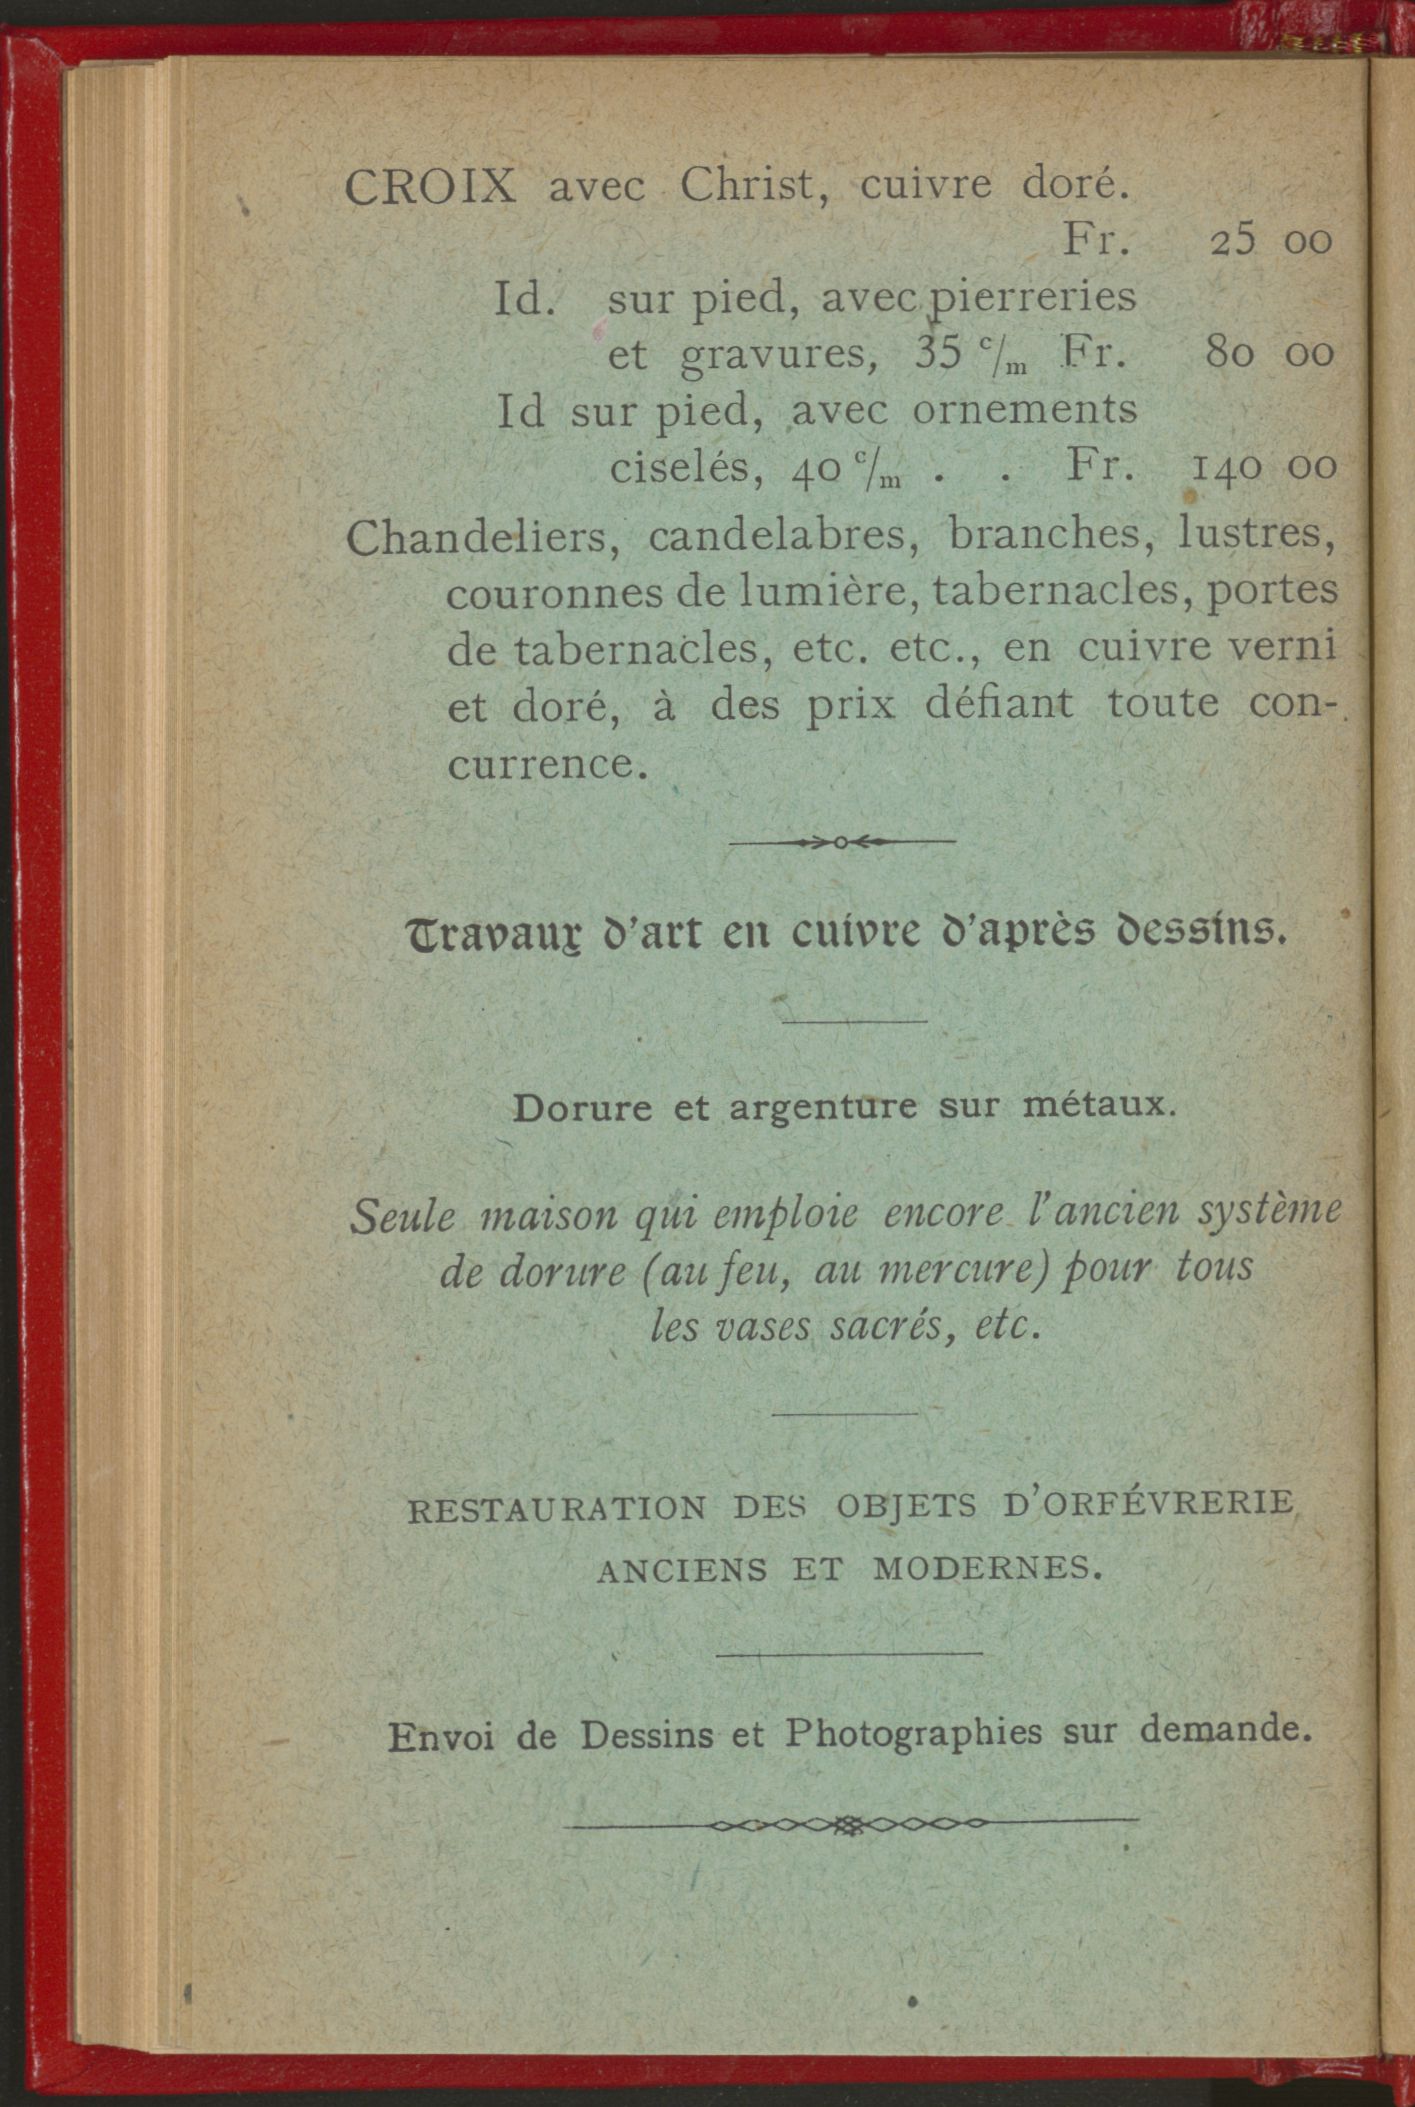 CROIX avec Christ, cuivre doré.
Fr. 25 00
Id. sur pied, avec pierreries
et gravures, 35 c/m Fr. 80 00
Id sur pied, avec ornements
ciselés, 40 c/m . . Fr. 140 00
Chandeliers, candelabres, branches, lustres,
couronnes de lumière, tabernacles, portes
de tabernacles, etc. etc., en cuivre verni
et doré, à des prix défiant toute con-
currence.
Travaux d'art en cuivre d'après dessins.
Dorure et argenture sur métaux.
Seule maison qui emploie encore l'ancien système
de dorure (au feu, au mercure) pour tous
les vases sacrés, etc.
RESTAURATION DES OBJETS D'ORFÉVRERIE
ANCIENS ET MODERNES.
Envoi de Dessins et Photographies sur demande.